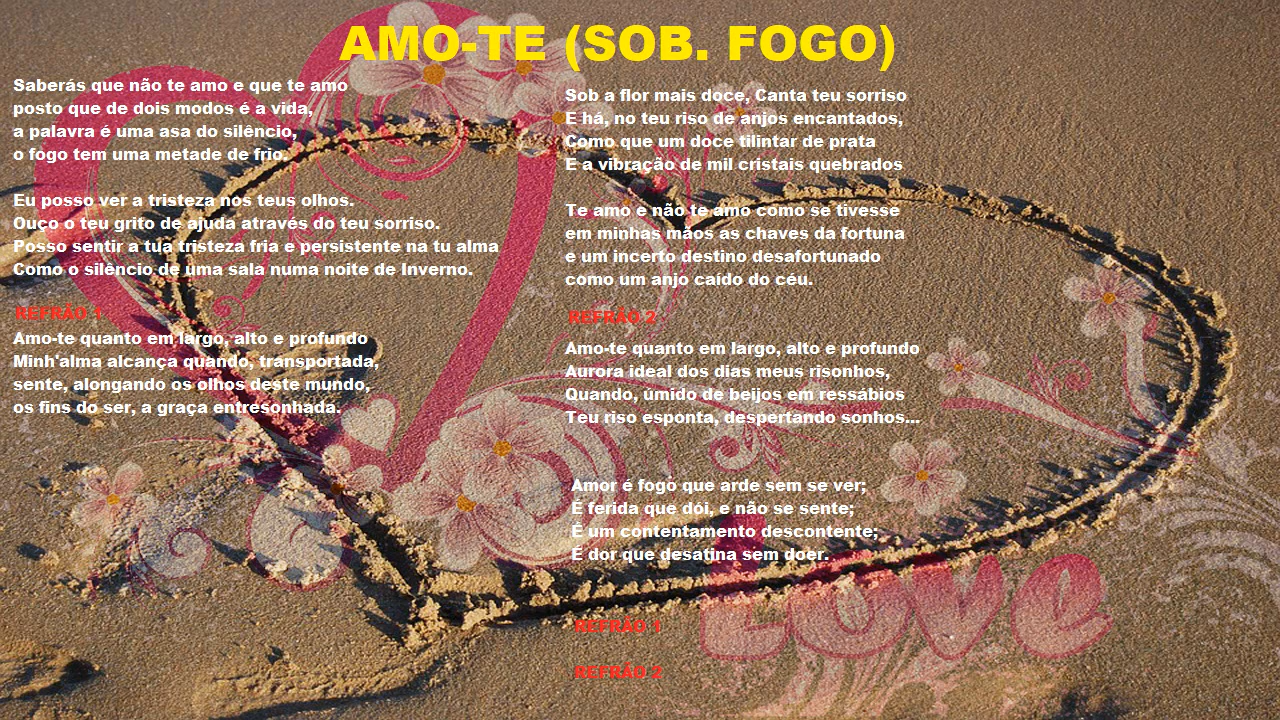 AMO-TE (SOB. FOGO)
Saberás que não te amo e que te amo
posto que de dois modos é a vida,
a palavra é uma asa do silêncio,
o fogo tem uma metade de frio.
Eu posso ver a tristeza nos teus olhos.
Ouço o teu grito de ajuda através do teu sorriso.
Posso sentir a tua tristeza fria e persistente na tu alma
Como o silêncio de uma sala numa noite de Inverno.
REFRÃO 1
Amo-te quanto em largo, alto e profundo
Minh'alma alcança quando, transportada,
sente, alongando os olhos deste mundo,
os fins do ser, a graça entresonhada.
Sob a flor mais doce, Canta teu sorriso
E há, no teu riso de anjos encantados,
Como que um doce tilintar de prata
E a vibração de mil cristais quebrados
Te amo e não te amo como se tivesse
em minhas mãos as chaves da fortuna
e um incerto destino desafortunado
como um anjo caído do céu.
REFRÃO 2
Amo-te quanto em largo, alto e profundo
Aurora ideal dos dias meus risonhos,
Quando, úmido de beijos em ressábios
Teu riso esponta, despertando sonhos...
Amor é fogo que arde sem se ver;
É ferida que dói, e não se sente;
É um contentamento descontente;
É dor que desatina sem doer.
REFRÃO 1
REFRÃO 2
Love